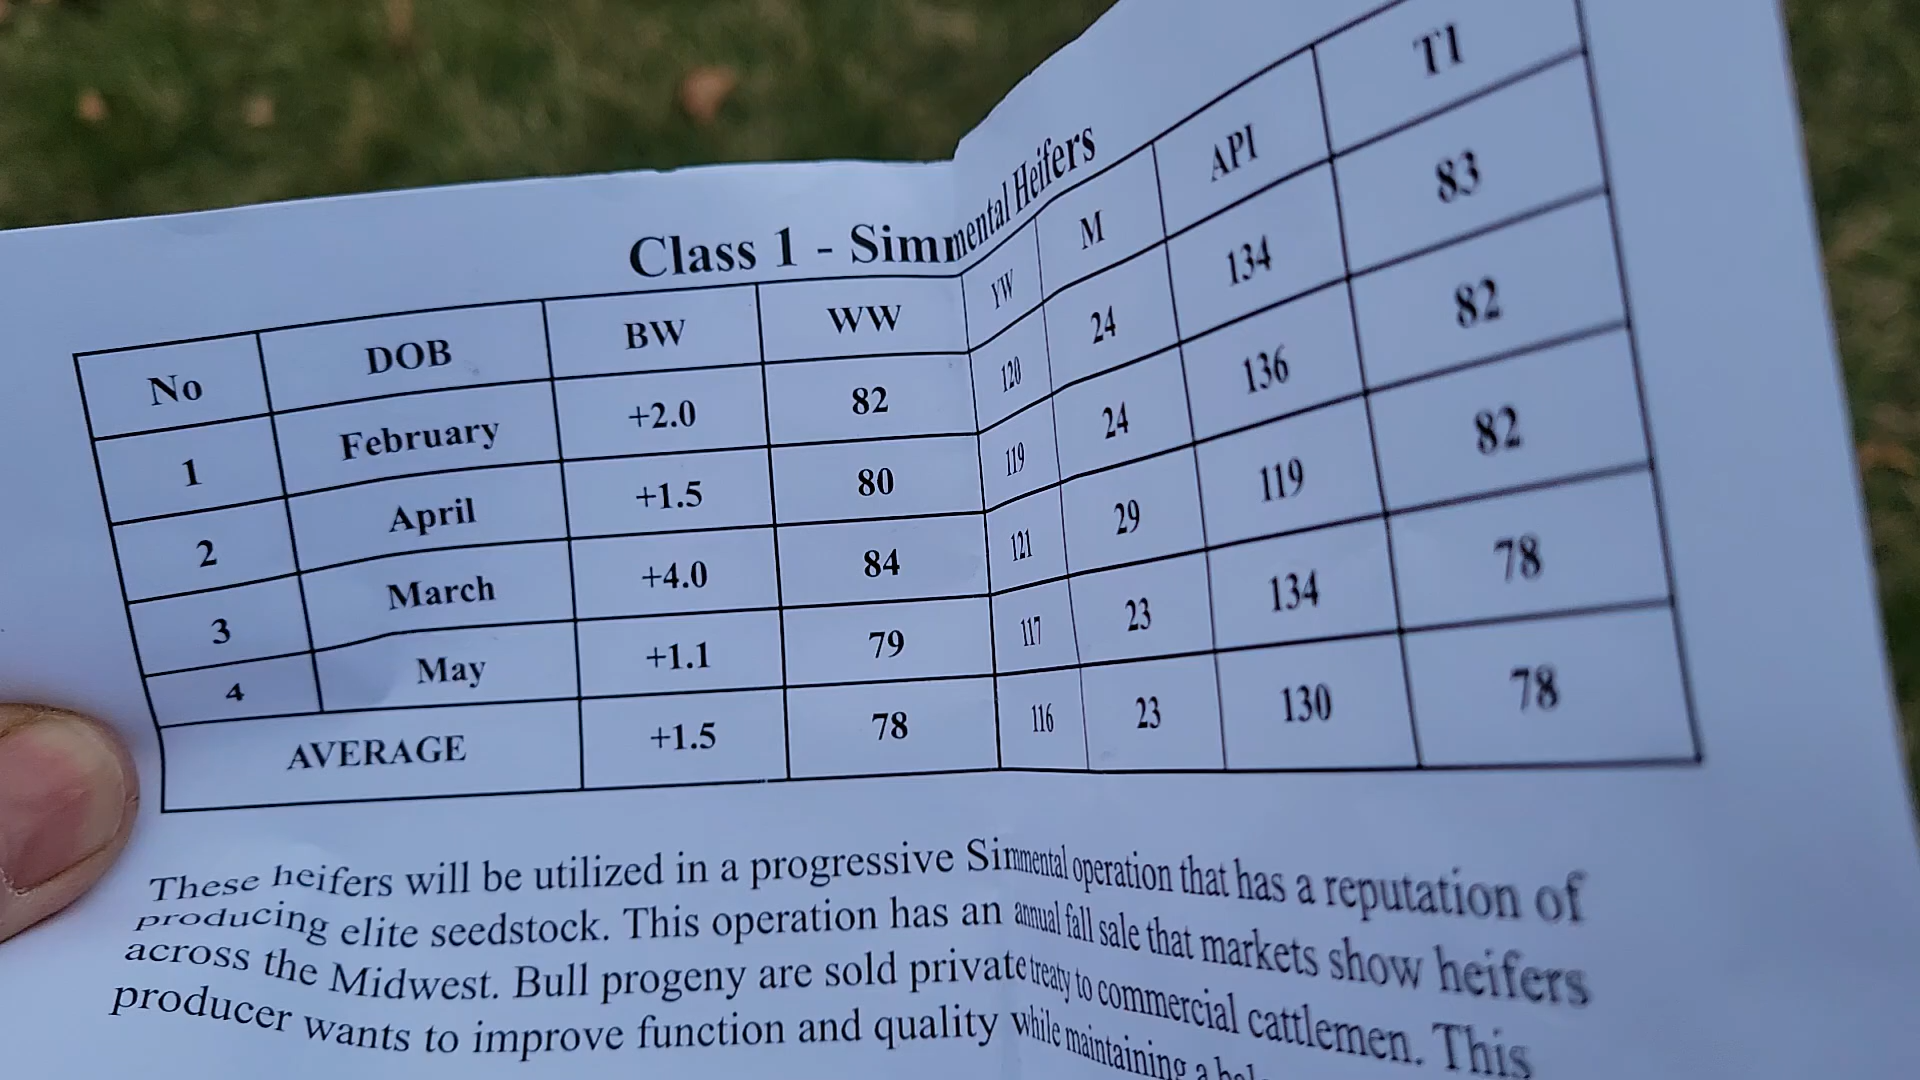 Class 1 - Simmental Heifers
No DOB BW WW YW M API TI
1 February +2.0 82 120 24 134 83
2 April +1.5 80 119 24 136 82
3 March +4.0 84 121 29 119 82
4 May +1.1 79 117 23 134 78
AVERAGE +1.5 78 116 23 130 78
These heifers will be utilized in a progressive Simmental operation that has a reputation of
producing elite seedstock. This operation has an annual fall sale that markets show heifers
across the Midwest. Bull progeny are sold private treaty to commercial cattlemen. This
producer wants to improve function and quality while maintaining a